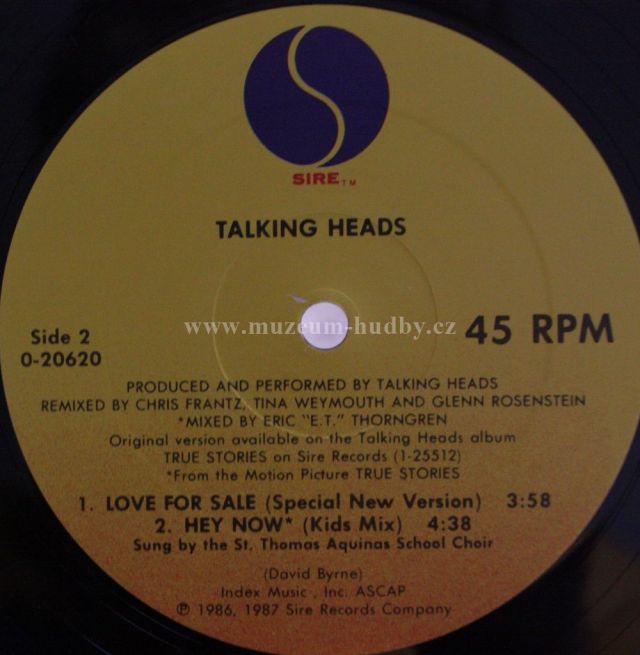 SIRE™
TALKING HEADS
www.muzeum-hudby.cz
Side 2
0-20620
45 RPM
PRODUCED AND PERFORMED BY TALKING HEADS
REMIXED BY CHRIS FRANTZ, TINA WEYMOUTH AND GLENN ROSENSTEIN
*MIXED BY ERIC "E.T." THORNGREN
Original version available on the Talking Heads album
TRUE STORIES on Sire Records (1-25512)
*From the Motion Picture TRUE STORIES
1. LOVE FOR SALE (Special New Version) 3:58
2. HEY NOW* (Kids Mix) 4:38
Sung by the St. Thomas Aquinas School Choir
(David Byrne)
Index Music, Inc. ASCAP
℗ 1986, 1987 Sire Records Company